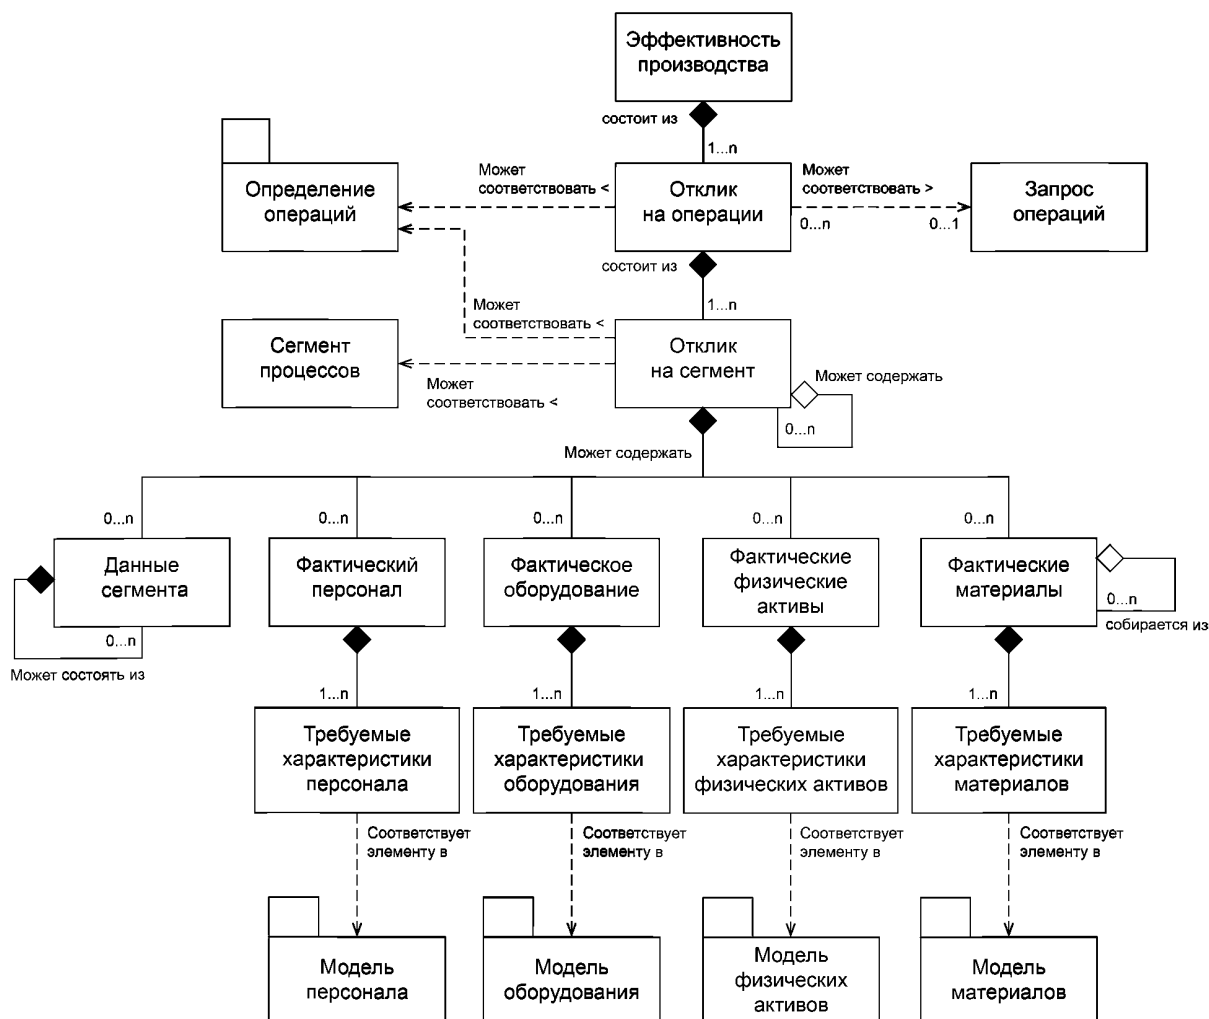 Эффективность
производства
состоит из
1...n
Определение
операций
Может
соответствовать <
Отклик
на операции
Может
соответствовать >
0...n
0...1
Запрос
операций
состоит из
1...n
Может
соответствовать <
Сегмент
процессов
Отклик
на сегмент
Может
соответствовать <
Может содержать
0...n
Может содержать
0...n
0...n
0...n
0...n
0...n
Данные
сегмента
0...n
Может состоять из
Фактический
персонал
Фактическое
оборудование
Фактические
физические
активы
Фактические
материалы
0...n
собирается из
1...n
1...n
1...n
1...n
Требуемые
характеристики
персонала
Требуемые
характеристики
оборудования
Требуемые
характеристики
физических активов
Требуемые
характеристики
материалов
Соответствует
элементу в
Соответствует
элементу в
Соответствует
элементу в
Соответствует
элементу в
Модель
персонала
Модель
оборудования
Модель
физических
активов
Модель
материалов